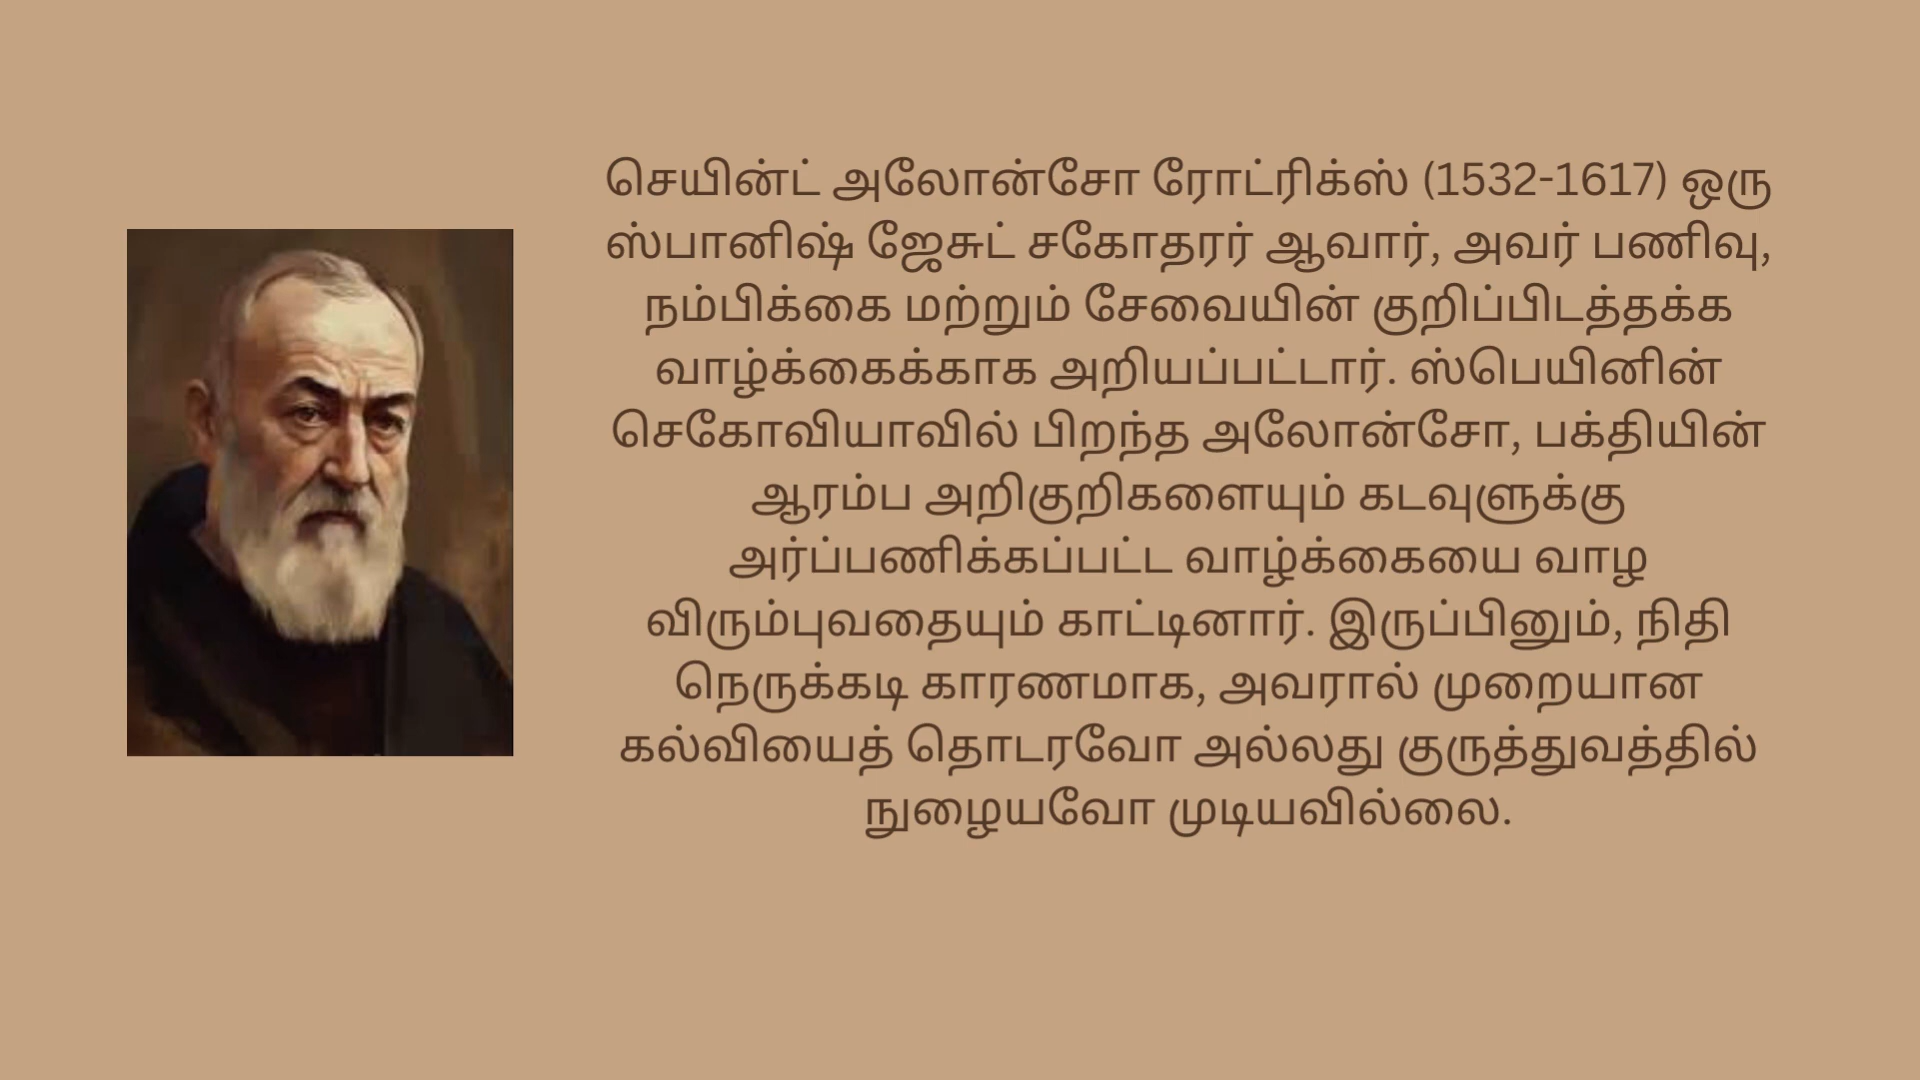 செயின்ட் அலோன்சோ ரோட்ரிக்ஸ் (1532-1617) ஒரு
ஸ்பானிஷ் ஜேசுட் சகோதரர் ஆவார், அவர் பணிவு,
நம்பிக்கை மற்றும் சேவையின் குறிப்பிடத்தக்க
வாழ்க்கைக்காக அறியப்பட்டார். ஸ்பெயினின்
செகோவியாவில் பிறந்த அலோன்சோ, பக்தியின்
ஆரம்ப அறிகுறிகளையும் கடவுளுக்கு
அர்ப்பணிக்கப்பட்ட வாழ்க்கையை வாழ
விரும்புவதையும் காட்டினார். இருப்பினும், நிதி
நெருக்கடி காரணமாக, அவரால் முறையான
கல்வியைத் தொடரவோ அல்லது குருத்துவத்தில்
நுழையவோ முடியவில்லை.